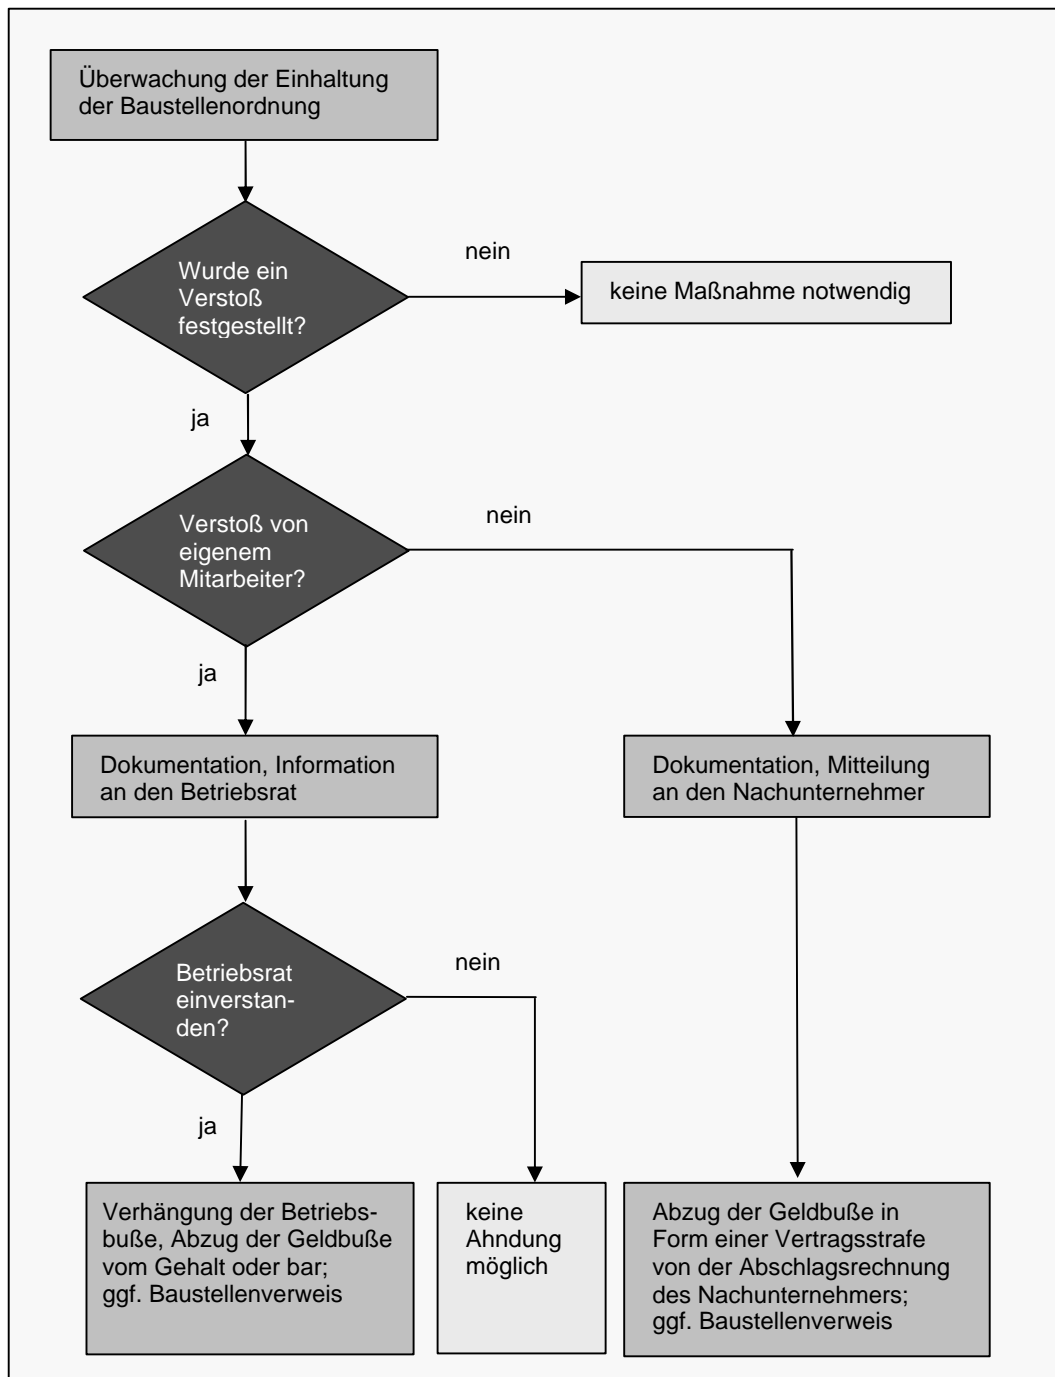 Überwachung der Einhaltung
der Baustellenordnung
nein
Wurde ein
Verstoß
festgestellt?
keine Maßnahme notwendig
ja
nein
Verstoß von
eigenem
Mitarbeiter?
ja
Dokumentation, Information
an den Betriebsrat
Dokumentation, Mitteilung
an den Nachunternehmer
nein
Betriebsrat
einverstan-
den?
ja
Verhängung der Betriebs-
buße, Abzug der Geldbuße
vom Gehalt oder bar;
ggf. Baustellenverweis
keine
Ahndung
möglich
Abzug der Geldbuße in
Form einer Vertragsstrafe
von der Abschlagsrechnung
des Nachunternehmers;
ggf. Baustellenverweis